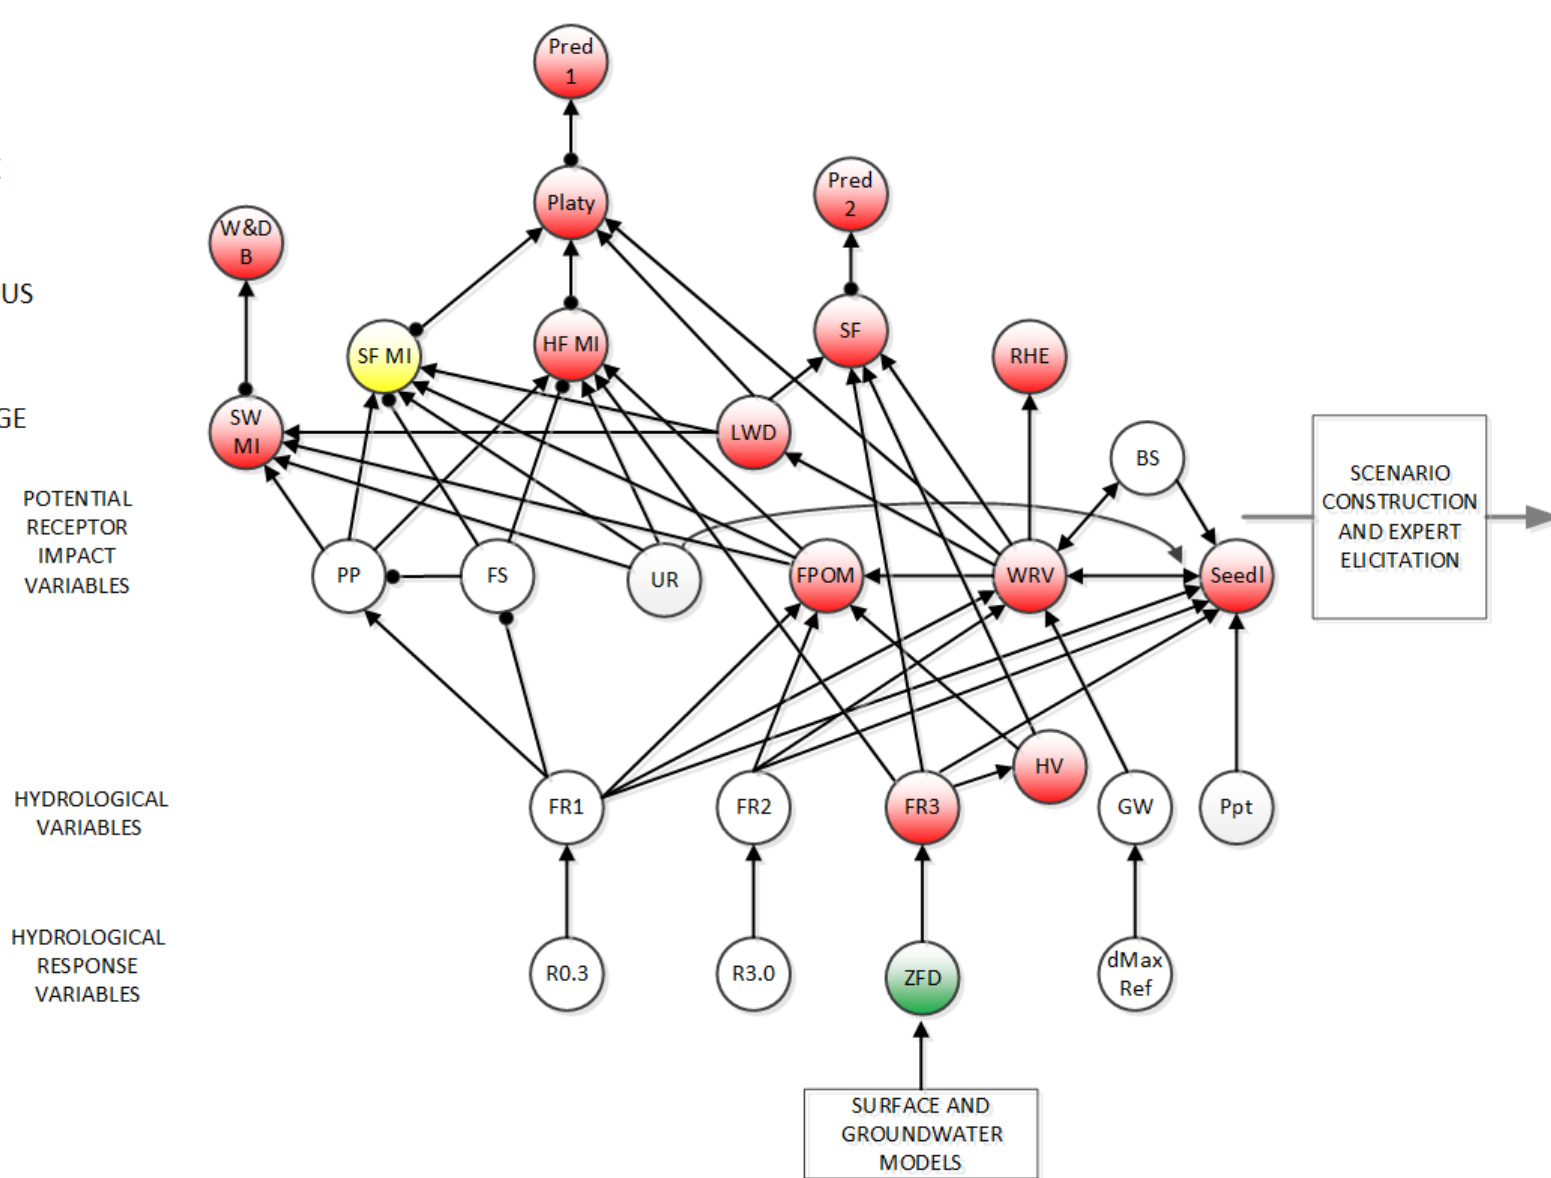 Pred
1
Pred
2
Platy
W&D
B
US
SF
HF MI
SF MI
RHE
GE
SW
MI
LWD
BS
SCENARIO
CONSTRUCTION
AND EXPERT
ELICITATION
POTENTIAL
RECEPTOR
IMPACT
VARIABLES
PP
FS
UR
FPOM
WRV
Seedl
HV
HYDROLOGICAL
VARIABLES
FR1
FR2
FR3
GW
Ppt
HYDROLOGICAL
RESPONSE
VARIABLES
R0.3
R3.0
ZFD
dMax
Ref
SURFACE AND
GROUNDWATER
MODELS